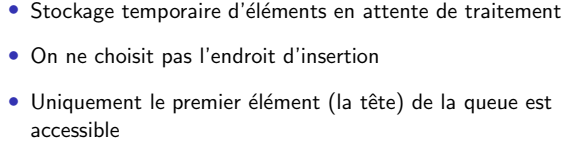 • Stockage temporaire d'éléments en attente de traitement
• On ne choisit pas l'endroit d'insertion
• Uniquement le premier élément (la tête) de la queue est
accessible